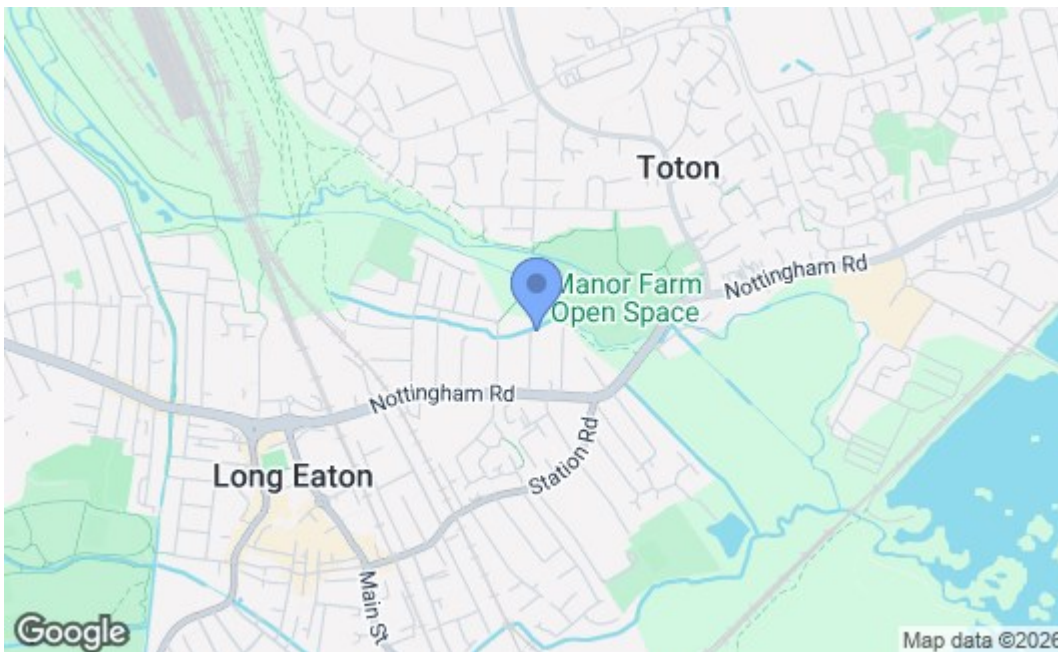 Toton
Manor Farm
Open Space
Nottingham Rd
Nottingham Rd
Station Rd
Long Eaton
Main St
Google
Map data ©2026